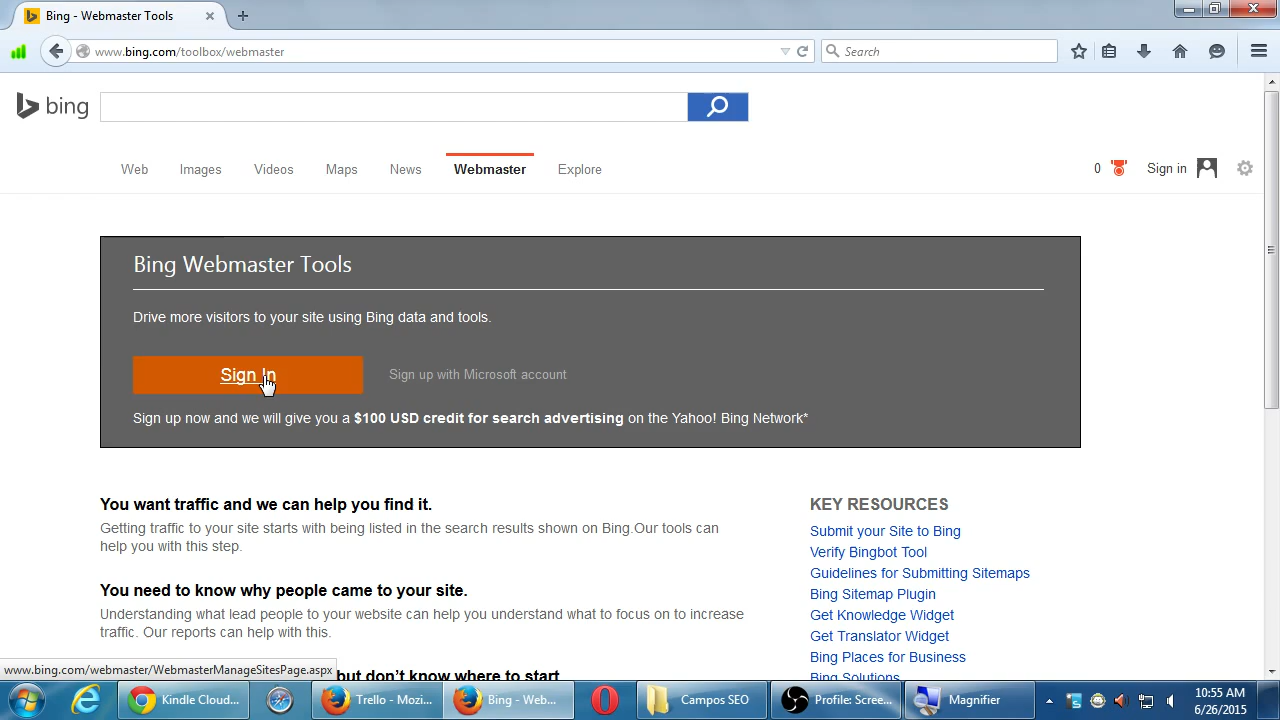 Bing - Webmaster Tools
www.bing.com/toolbox/webmaster
Search
bing
Web Images Videos Maps News Webmaster Explore 0 Sign in
Bing Webmaster Tools
Drive more visitors to your site using Bing data and tools.
Sign In Sign up with Microsoft account
Sign up now and we will give you a $100 USD credit for search advertising on the Yahoo! Bing Network*
You want traffic and we can help you find it.
Getting traffic to your site starts with being listed in the search results shown on Bing.Our tools can
help you with this step.
You need to know why people came to your site.
Understanding what lead people to your website can help you understand what to focus on to increase
traffic. Our reports can help with this.
but don't know where to start
KEY RESOURCES
Submit your Site to Bing
Verify Bingbot Tool
Guidelines for Submitting Sitemaps
Bing Sitemap Plugin
Get Knowledge Widget
Get Translator Widget
Bing Places for Business
Bing Solutions
www.bing.com/webmaster/WebmasterManageSitesPage.aspx
Kindle Cloud... Trello - Mozi... Bing - Web... Campos SEO Profile: Scree... Magnifier
10:55 AM
6/26/2015